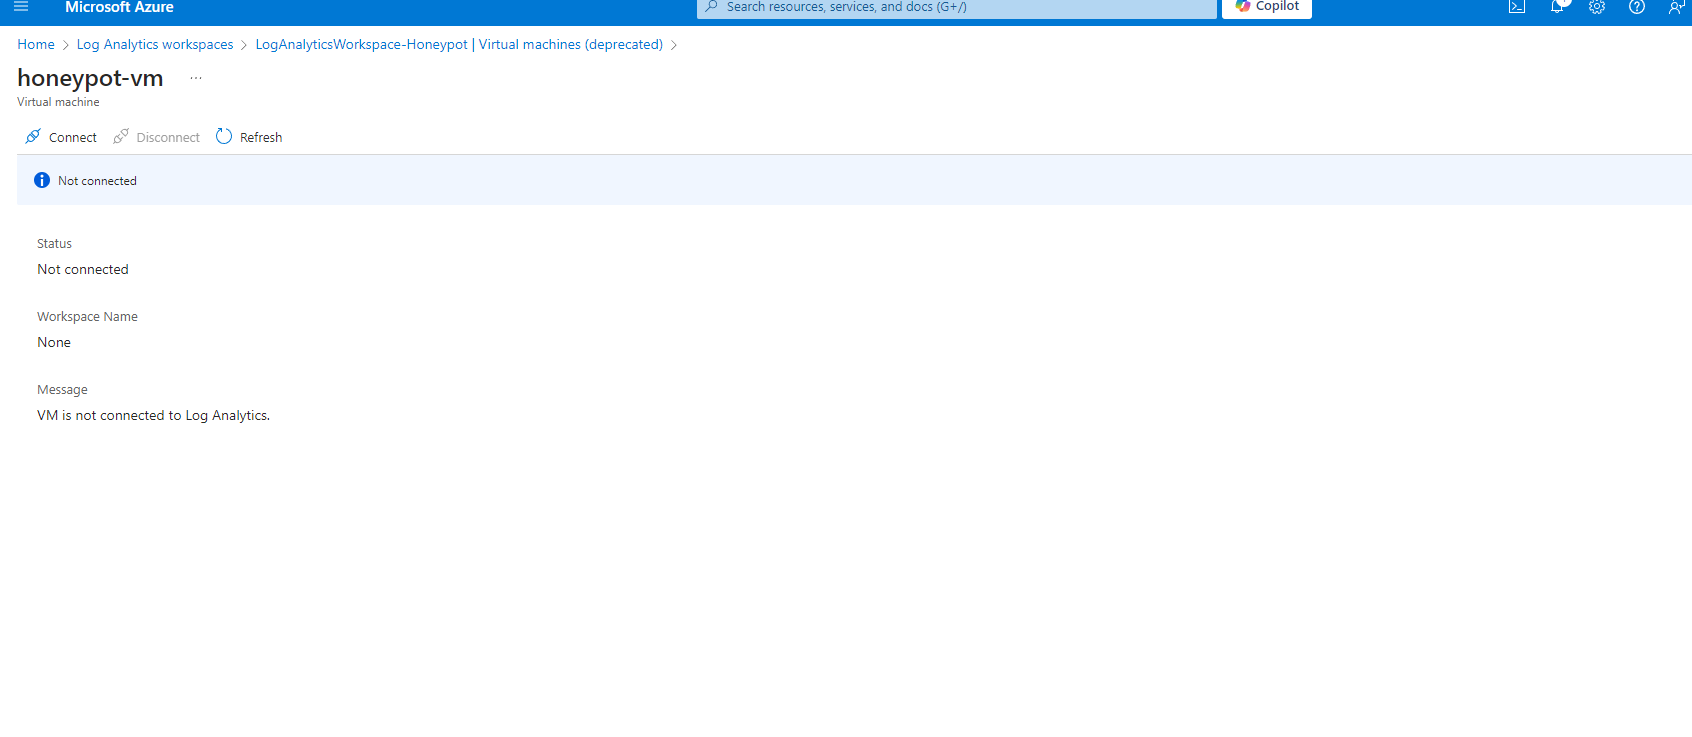 Microsoft Azure
Search resources, services, and docs (G+/)
Copilot
Home > Log Analytics workspaces > LogAnalyticsWorkspace-Honeypot | Virtual machines (deprecated) >
honeypot-vm ...
Virtual machine
Connect Disconnect Refresh
Not connected
Status
Not connected
Workspace Name
None
Message
VM is not connected to Log Analytics.